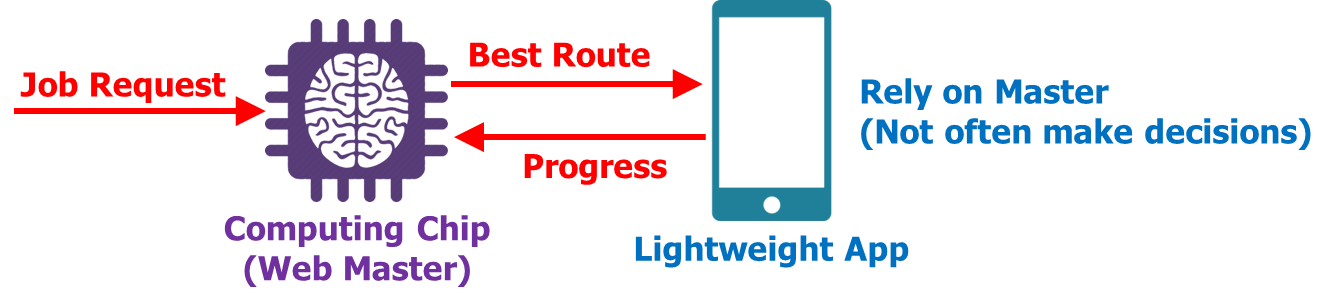 Job Request
Best Route
Progress
Computing Chip
(Web Master)
Lightweight App
Rely on Master
(Not often make decisions)